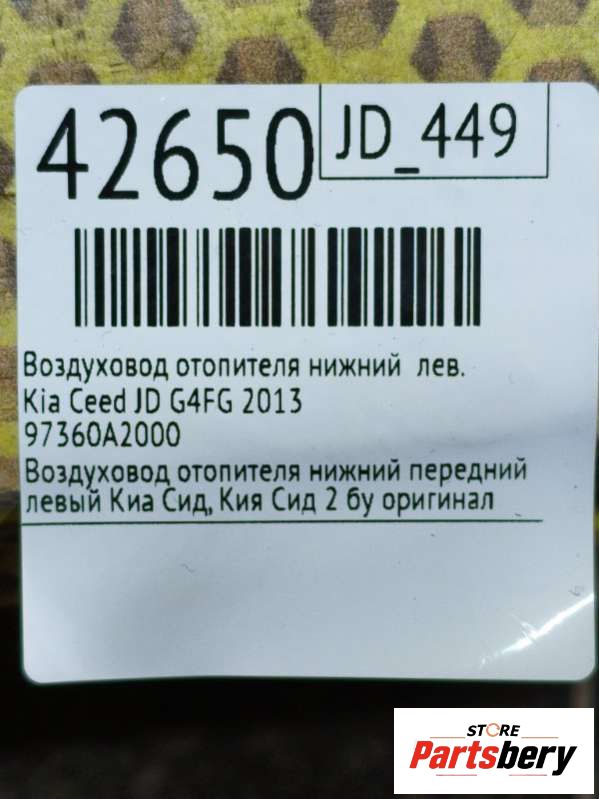 42650
JD_449
Воздуховод отопителя нижний лев.
Kia Ceed JD G4FG 2013
97360A2000
Воздуховод отопителя нижний передний
левый Киа Сид, Кия Сид 2 бу оригинал
STORE
Partsbery